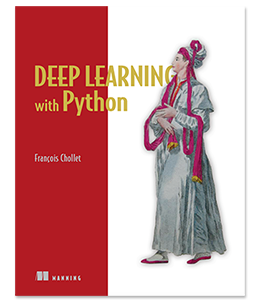 DEEP LEARNING
with Python
François Chollet
MANNING